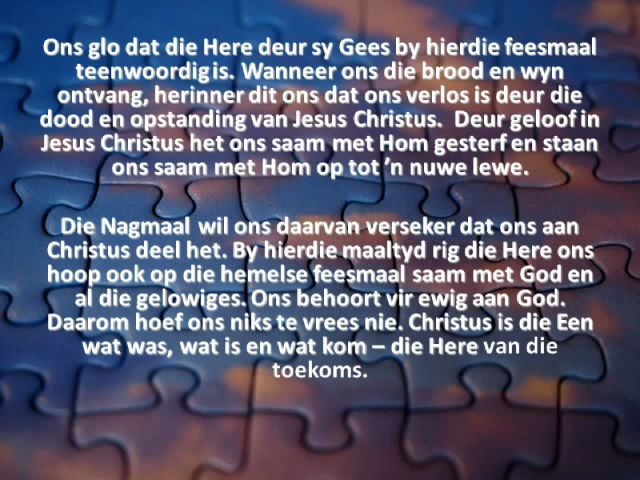 Ons glo dat die Here deur sy Gees by hierdie feesmaal
teenwoordig is. Wanneer ons die brood en wyn
ontvang, herinner dit ons dat ons verlos is deur die
dood en opstanding van Jesus Christus. Deur geloof in
Jesus Christus het ons saam met Hom gesterf en staan
ons saam met Hom op tot ’n nuwe lewe.
Die Nagmaal wil ons daarvan verseker dat ons aan
Christus deel het. By hierdie maaltyd rig die Here ons
hoop ook op die hemelse feesmaal saam met God en
al die gelowiges. Ons behoort vir ewig aan God.
Daarom hoef ons niks te vrees nie. Christus is die Een
wat was, wat is en wat kom – die Here van die
toekoms.